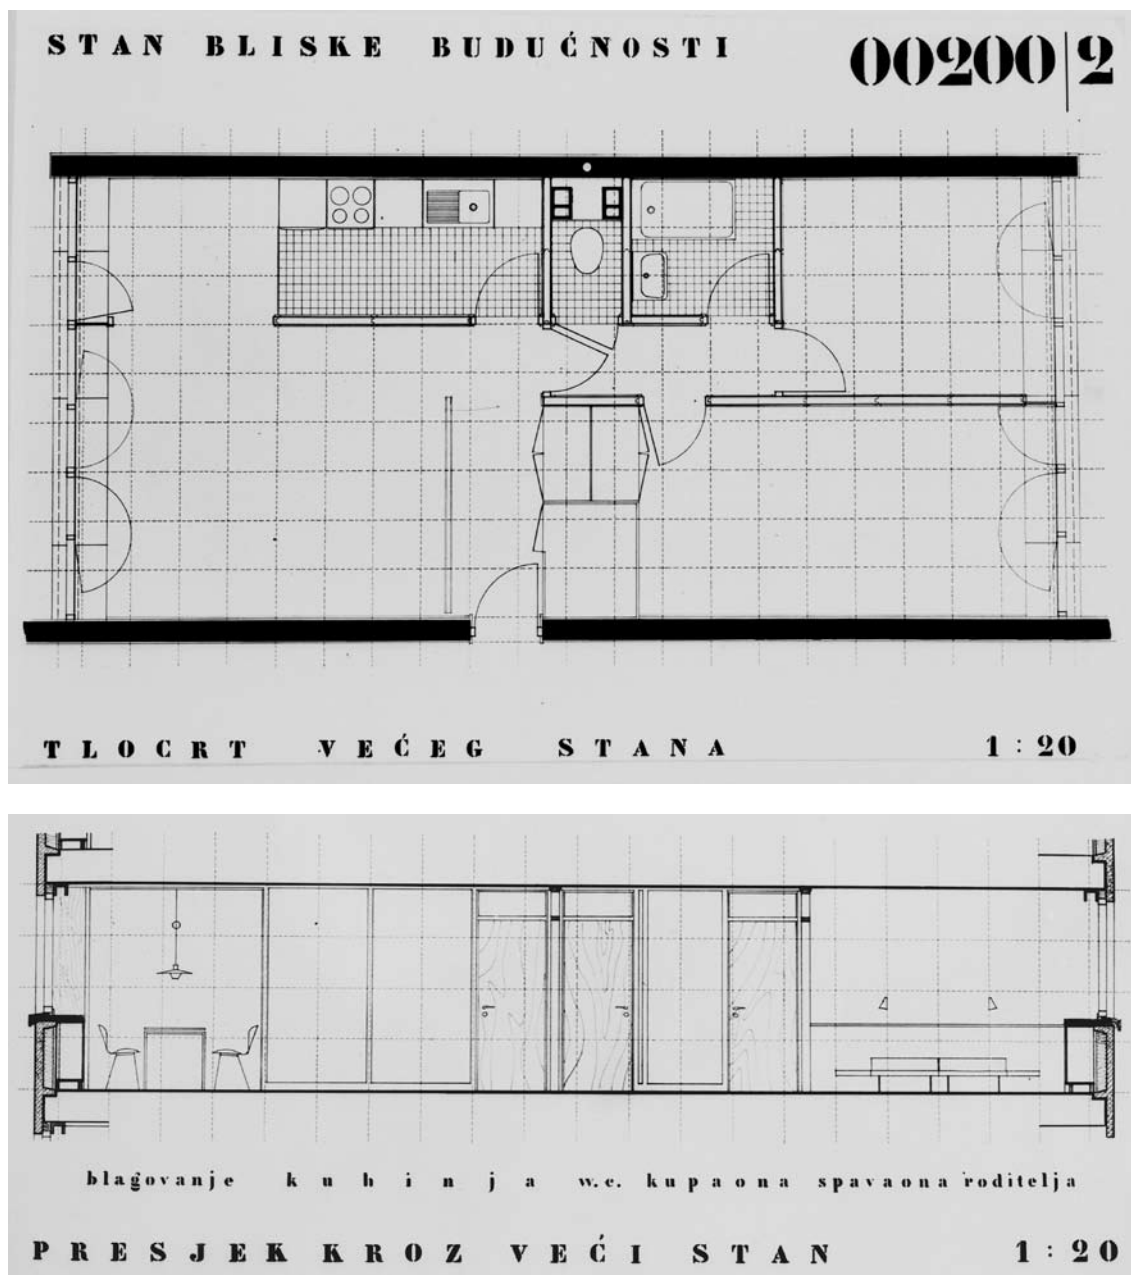 STAN BLISKE BUDUĆNOSTI 00200|2
TLOCRT VEĆEG STANA 1:20
blagovanje kuhinja w.c. kupaona spavaona roditelja
PRESJEK KROZ VEĆI STAN 1:20